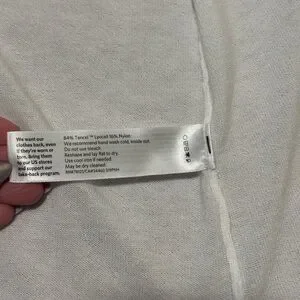 We want our
clothes back, even
if they're worn or
torn. Bring them
to our US stores
and support our
take-back program.
84% Tencel™ Lyocell 16% Nylon
We recommend hand wash cold, inside out.
Do not use bleach.
Reshape and lay flat to dry.
Use cool iron if needed.
May be dry cleaned.